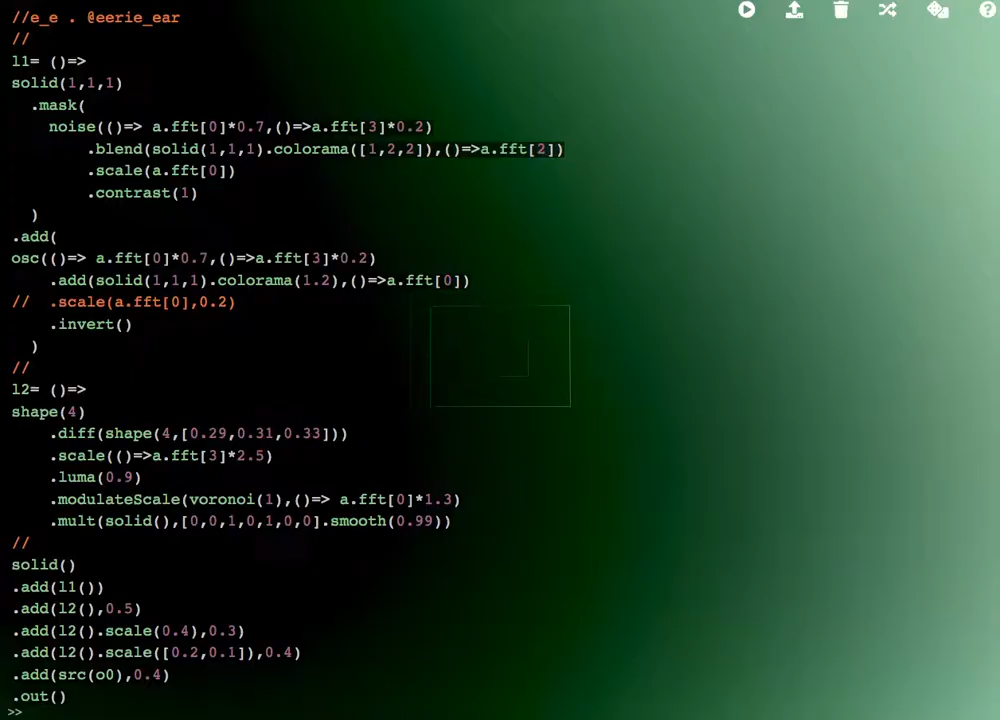 //e_e . @eerie_ear
//
l1= ()=>
solid(1,1,1)
  .mask(
    noise(()=> a.fft[0]*0.7,()=>a.fft[3]*0.2)
        .blend(solid(1,1,1).colorama([1,2,2]),()=>a.fft[2])
        .scale(a.fft[0])
        .contrast(1)
  )
.add(
osc(()=> a.fft[0]*0.7,()=>a.fft[3]*0.2)
    .add(solid(1,1,1).colorama(1.2),()=>a.fft[0])
//  .scale(a.fft[0],0.2)
    .invert()
  )
//
l2= ()=>
shape(4)
    .diff(shape(4,[0.29,0.31,0.33]))
    .scale(()=>a.fft[3]*2.5)
    .luma(0.9)
    .modulateScale(voronoi(1),()=> a.fft[0]*1.3)
    .mult(solid(),[0,0,1,0,1,0,0].smooth(0.99))
//
solid()
.add(l1())
.add(l2(),0.5)
.add(l2().scale(0.4),0.3)
.add(l2().scale([0.2,0.1]),0.4)
.add(src(o0),0.4)
.out()
>>